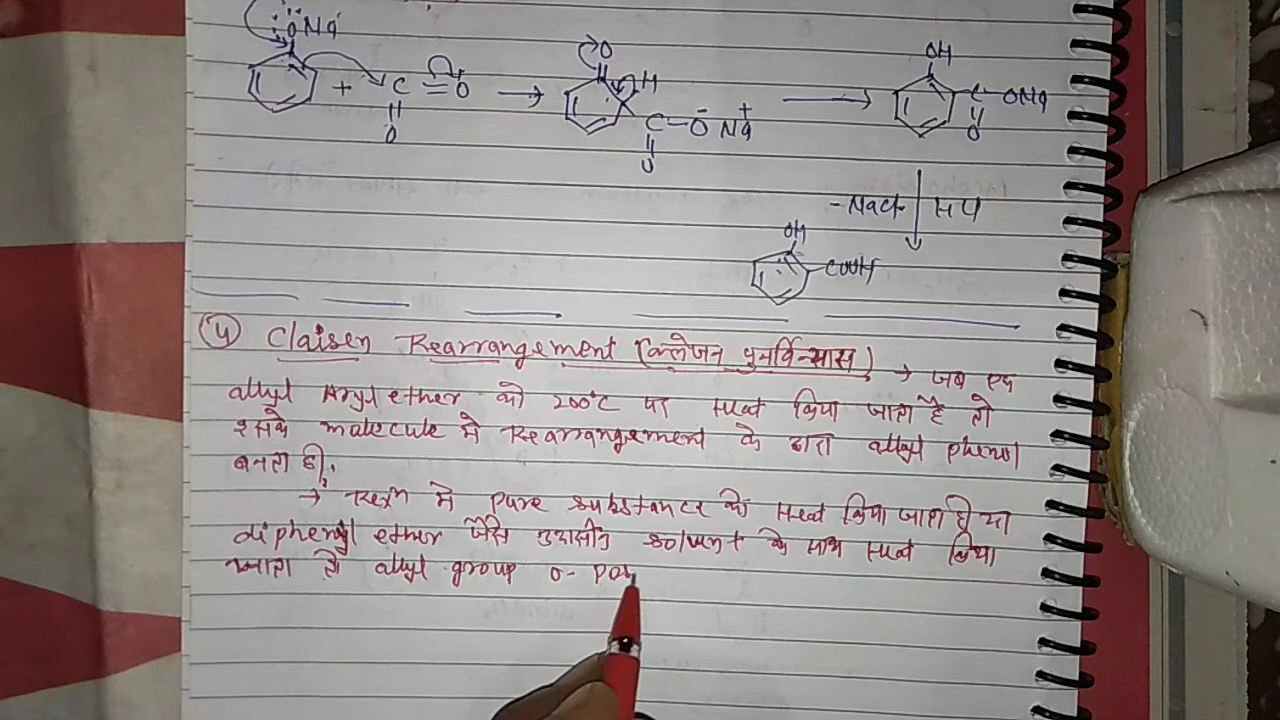 ONa
+ C = O → O H OH
O C - O⁻ Na⁺ → C ONa
O O
- NaCl HCl
OH
COOH
④ Claisen Rearrangement (क्लेजन पुनर्विन्यास) → जब एक
allyl Aryl ether को 200°C पर Heat किया जाता है तो
इसके molecule में Rearrangement के द्वारा allyl phenol
बनता है।
→ Rexn में pure substance को Heat किया जाता है या
diphenyl ether जैसे उदासीन solvent के साथ Heat किया
जाता तो allyl group o- pos